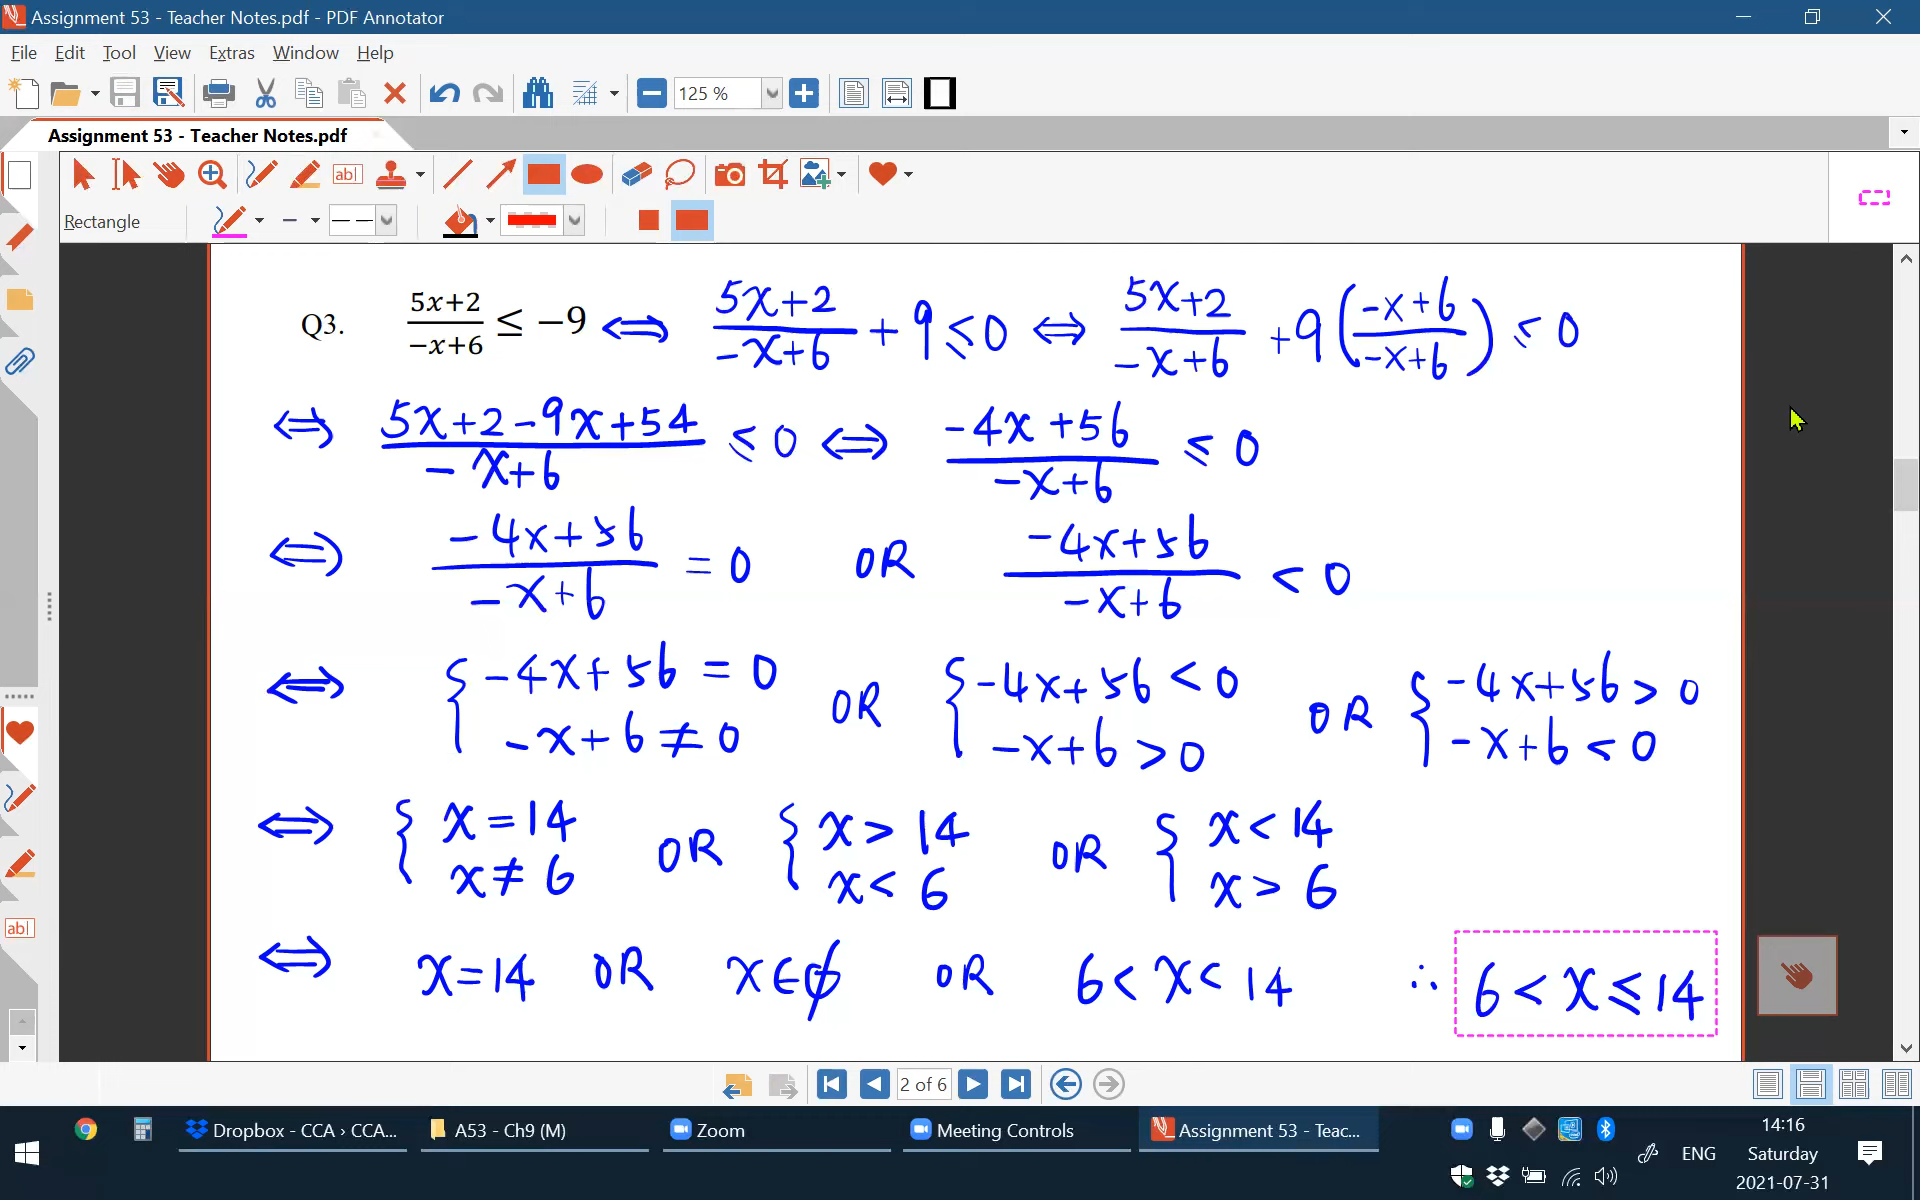 Assignment 53 - Teacher Notes.pdf - PDF Annotator
File Edit Tool View Extras Window Help
125 %
Assignment 53 - Teacher Notes.pdf
ab|
Rectangle
Q3. (5x+2)/(-x+6) ≤ -9 ⟺ (5x+2)/(-x+6) + 9 ≤ 0 ⟺ (5x+2)/(-x+6) + 9((-x+6)/(-x+6)) ≤ 0
⟺ (5x+2-9x+54)/(-x+6) ≤ 0 ⟺ (-4x+56)/(-x+6) ≤ 0
⟺ (-4x+56)/(-x+6) = 0 OR (-4x+56)/(-x+6) < 0
⟺ { -4x+56 = 0 OR { -4x+56 < 0 OR { -4x+56 > 0
-x+6 ≠ 0 -x+6 > 0 -x+6 < 0
⟺ { x = 14 OR { x > 14 OR { x < 14
x ≠ 6 x < 6 x > 6
ab|
⟺ x = 14 OR x ∈ ϕ OR 6 < x < 14 ∴ 6 < x ≤ 14
2 of 6
Dropbox - CCA › CCA... A53 - Ch9 (M) Zoom Meeting Controls Assignment 53 - Teac...
ENG
14:16
Saturday
2021-07-31